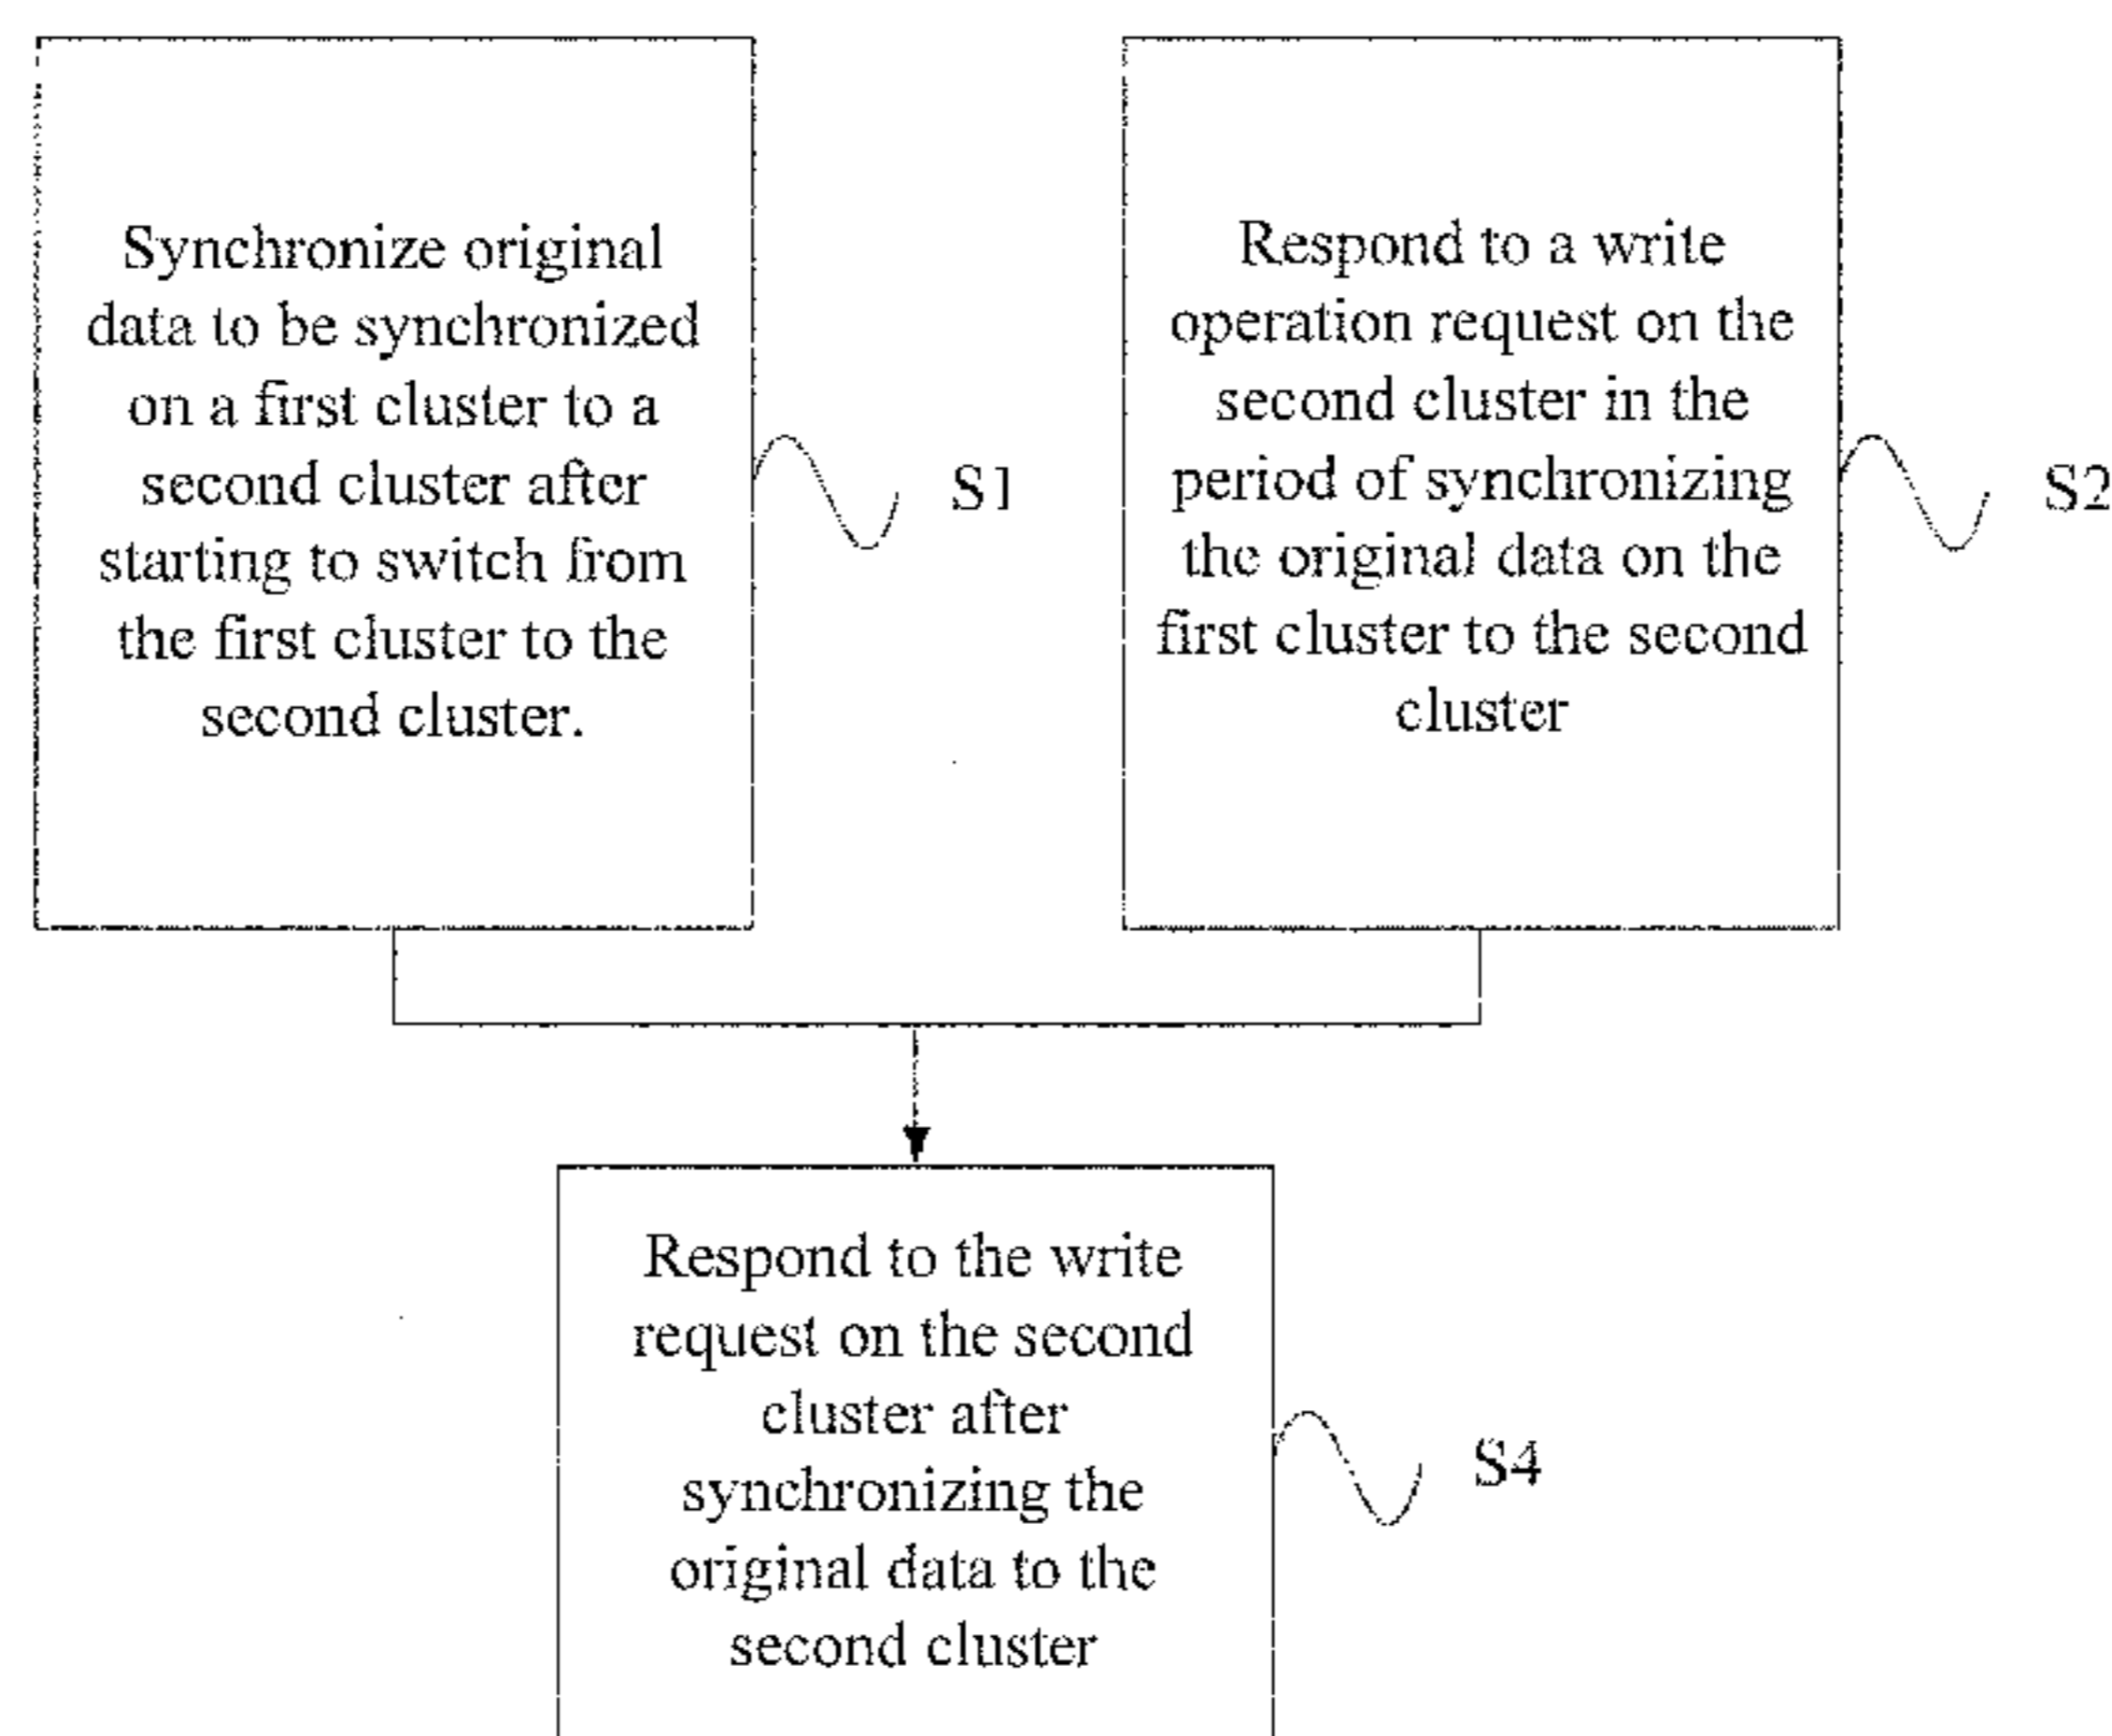 Synchronize original
data to be synchronized
on a first cluster to a
second cluster after
starting to switch from
the first cluster to the
second cluster.
S1
Respond to a write
operation request on the
second cluster in the
period of synchronizing
the original data on the
first cluster to the second
cluster
S2
Respond to the write
request on the second
cluster after
synchronizing the
original data to the
second cluster
S4